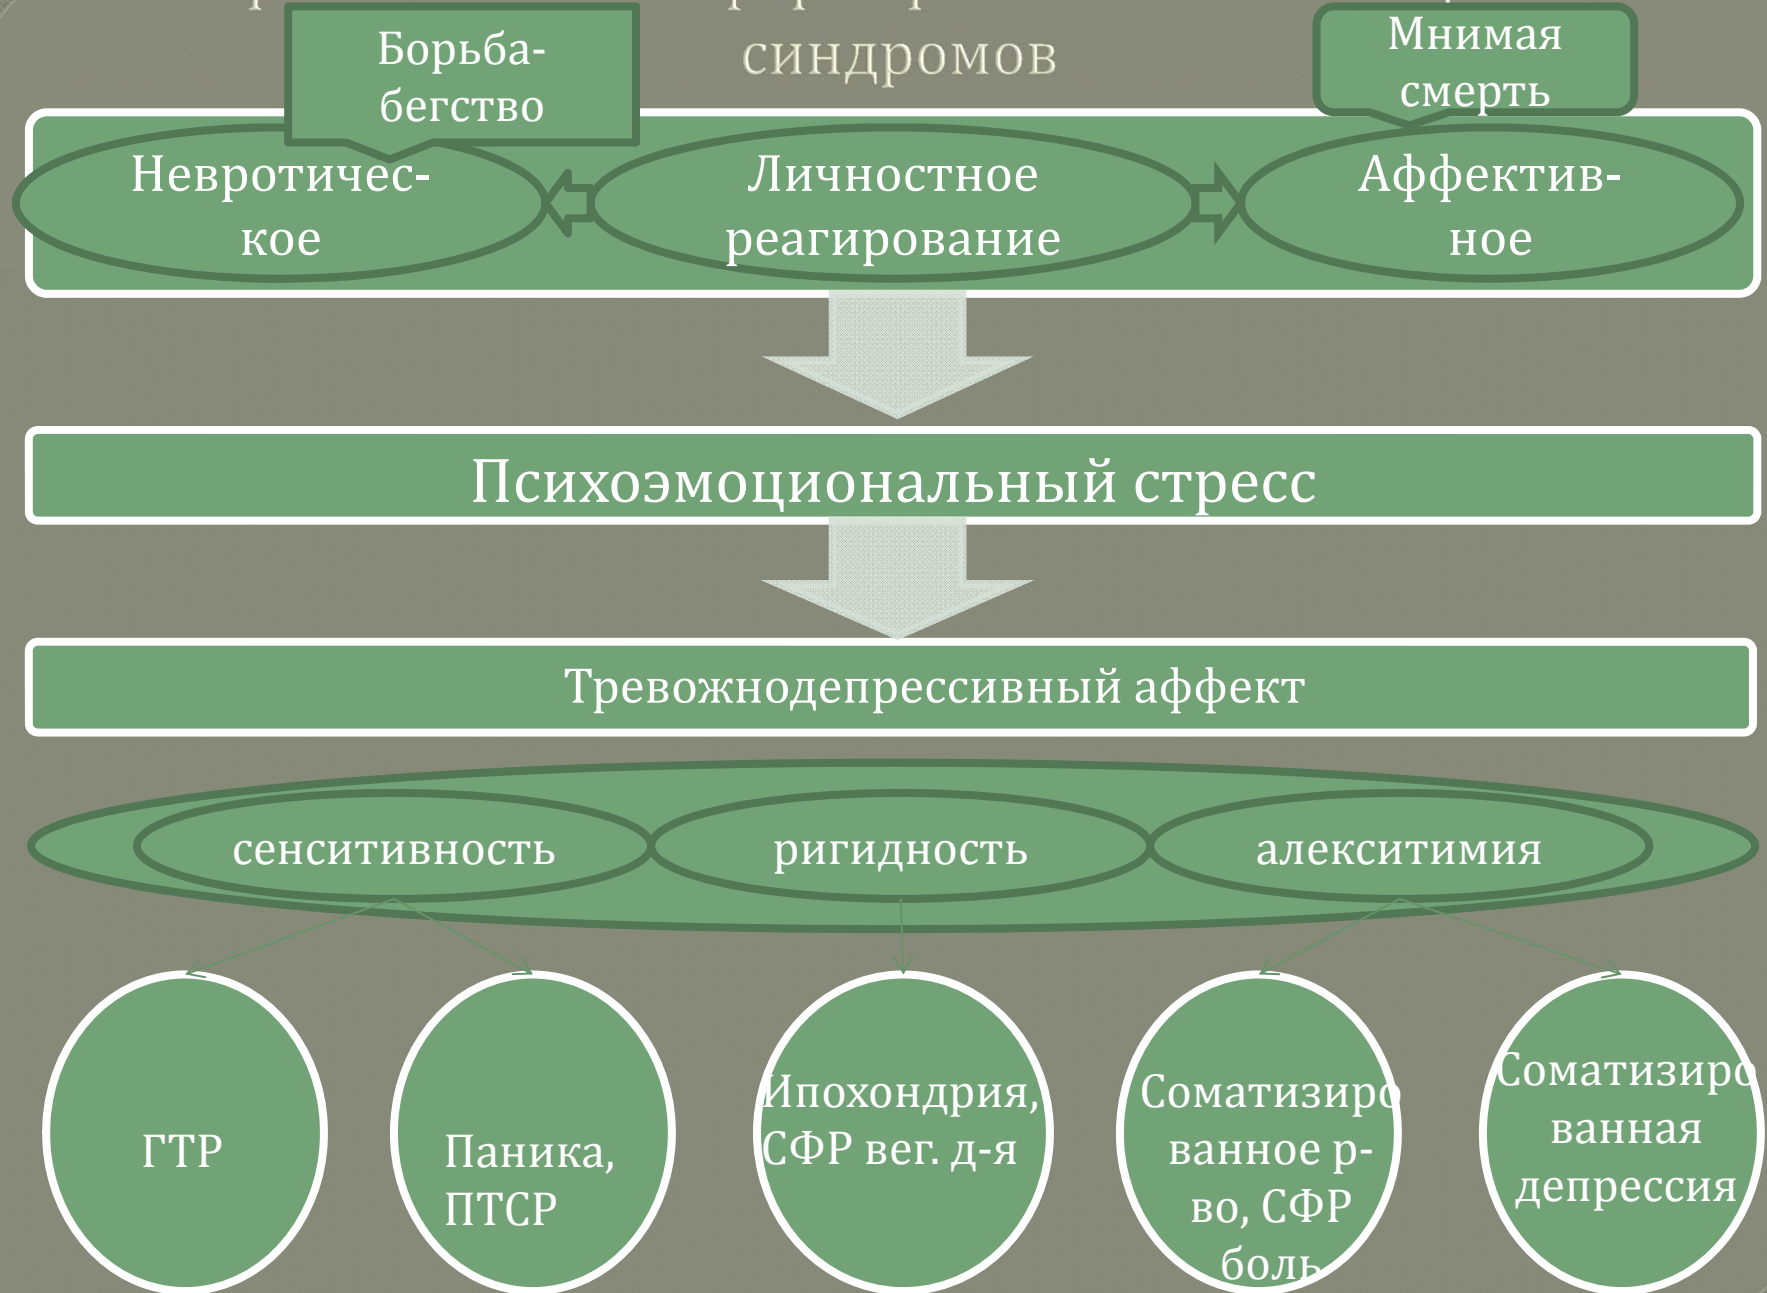 синдромов
Борьба-
бегство
Мнимая
смерть
Невротичес-
кое
Личностное
реагирование
Аффектив-
ное
Психоэмоциональный стресс
Тревожнодепрессивный аффект
сенситивность
ригидность
алекситимия
ГТР
Паника,
ПТСР
Ипохондрия,
СФР вег. д-я
Соматизиро
ванное р-
во, СФР
боль
Соматизиро
ванная
депрессия